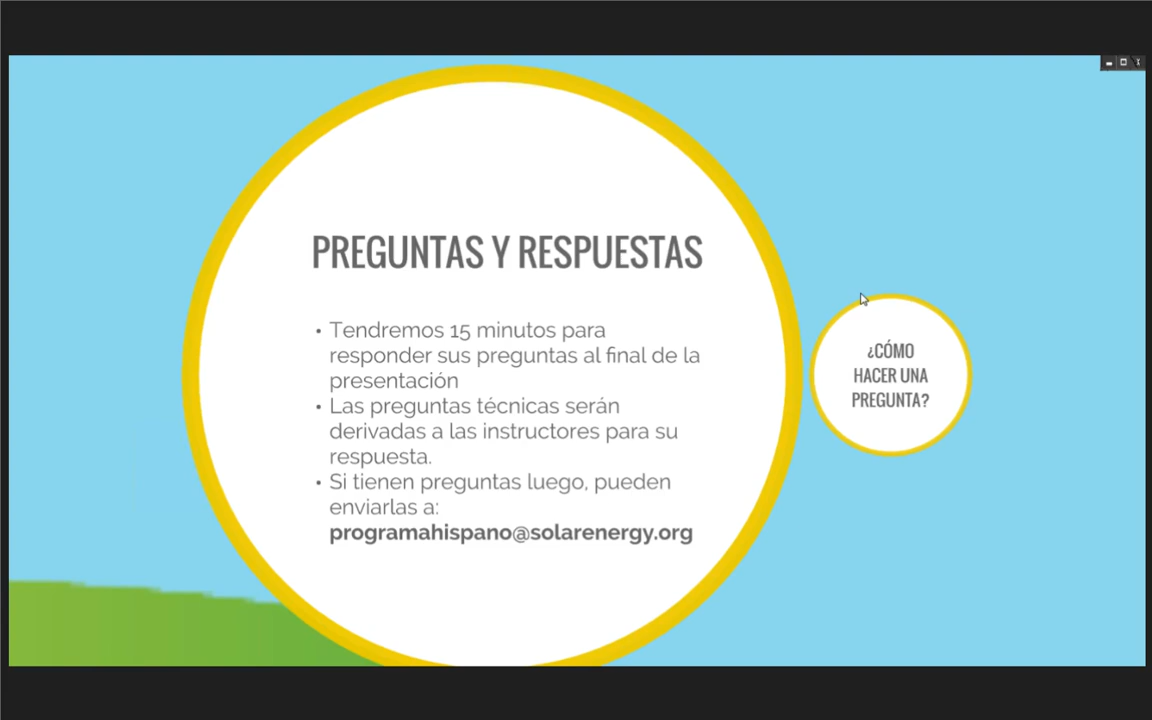 PREGUNTAS Y RESPUESTAS
• Tendremos 15 minutos para
responder sus preguntas al final de la
presentación
• Las preguntas técnicas serán
derivadas a las instructores para su
respuesta.
• Si tienen preguntas luego, pueden
enviarlas a:
programahispano@solarenergy.org
¿CÓMO
HACER UNA
PREGUNTA?